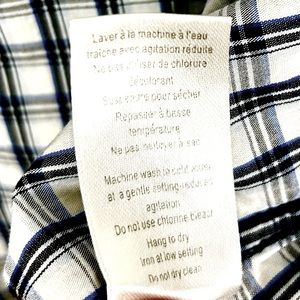 Laver à la machine à l'eau
fraîche avec agitation réduite
Ne pas utiliser de chlorure
décolorant
Suspendre pour sécher
Repasser à basse
température
Ne pas nettoyer à sec
Machine wash in cold water
at a gentle setting-reduced
agitation
Do not use chlorine bleach
Hang to dry
Iron at low setting
Do not dry clean